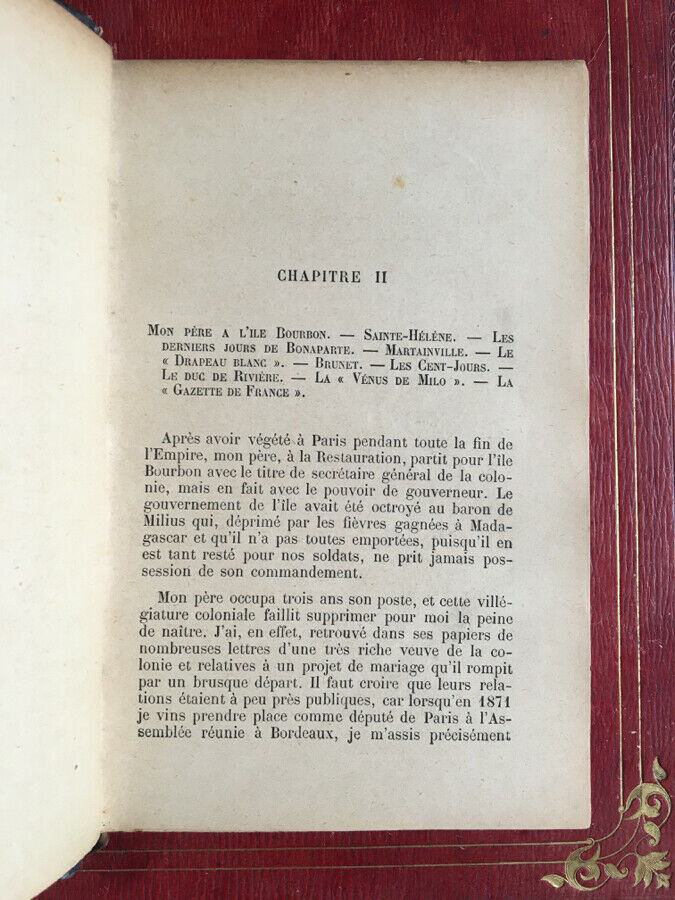 CHAPITRE II
MON PÈRE A L'ILE BOURBON. — SAINTE-HÉLÈNE. — LES
DERNIERS JOURS DE BONAPARTE. — MARTAINVILLE. — LE
« DRAPEAU BLANC ». — BRUNET. — LES CENT-JOURS. —
LE DUC DE RIVIÈRE. — LA « VÉNUS DE MILO ». — LA
« GAZETTE DE FRANCE ».
Après avoir végété à Paris pendant toute la fin de
l'Empire, mon père, à la Restauration, partit pour l'île
Bourbon avec le titre de secrétaire général de la colo-
nie, mais en fait avec le pouvoir de gouverneur. Le
gouvernement de l'île avait été octroyé au baron de
Milius qui, déprimé par les fièvres gagnées à Mada-
gascar et qu'il n'a pas toutes emportées, puisqu'il en
est tant resté pour nos soldats, ne prit jamais pos-
session de son commandement.
Mon père occupa trois ans son poste, et cette villé-
giature coloniale faillit supprimer pour moi la peine
de naître. J'ai, en effet, retrouvé dans ses papiers de
nombreuses lettres d'une très riche veuve de la co-
lonie et relatives à un projet de mariage qu'il rompit
par un brusque départ. Il faut croire que leurs rela-
tions étaient à peu près publiques, car lorsqu'en 1871
je vins prendre place comme député de Paris à l'As-
semblée réunie à Bordeaux, je m'assis précisément